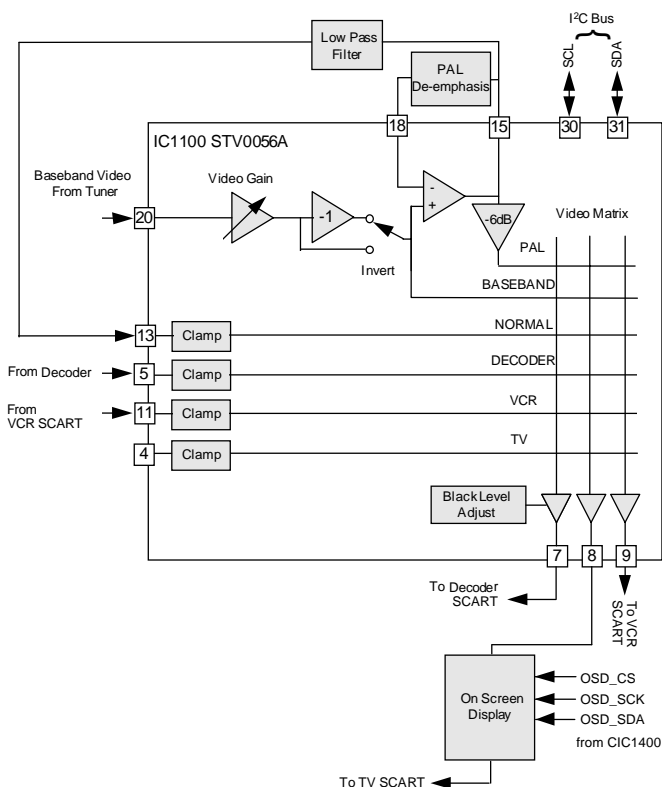 I²C Bus
SCL
SDA
Low Pass
Filter
PAL
De-emphasis
18
15
30
31
IC1100 STV0056A
Baseband Video
From Tuner
20
Video Gain
-1
Invert
-
+
-6dB
Video Matrix
PAL
BASEBAND
NORMAL
13
Clamp
DECODER
From Decoder
5
Clamp
VCR
From
VCR SCART
11
Clamp
TV
4
Clamp
Black Level
Adjust
7
8
9
To Decoder
SCART
To VCR
SCART
On Screen
Display
OSD_CS
OSD_SCK
OSD_SDA
from CIC1400
To TV SCART